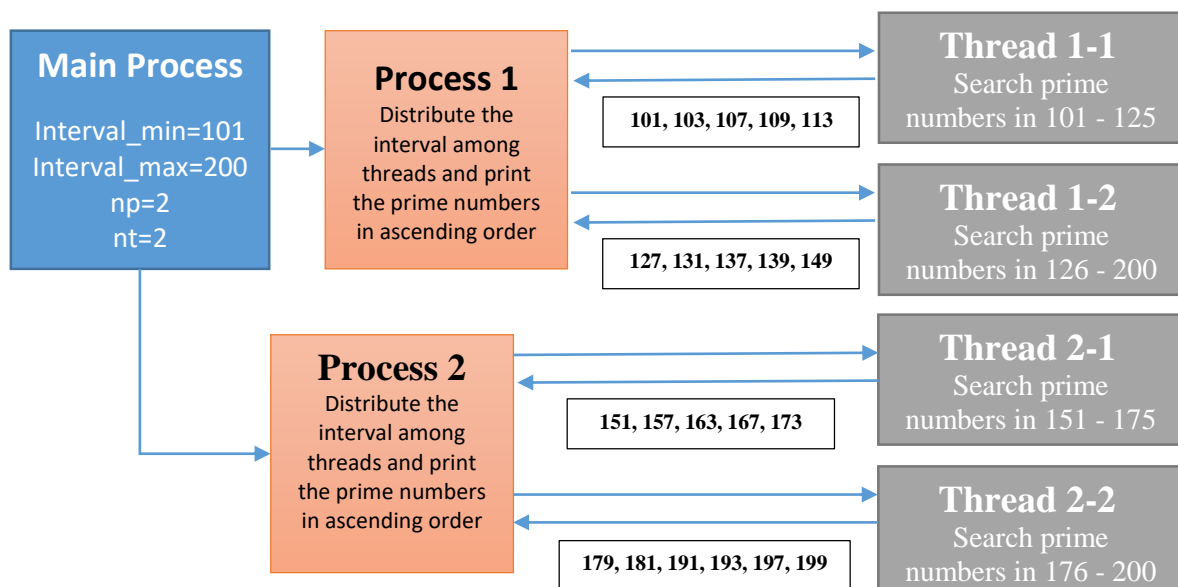 Main Process
Interval_min=101
Interval_max=200
np=2
nt=2
Process 1
Distribute the
interval among
threads and print
the prime numbers
in ascending order
101, 103, 107, 109, 113
Thread 1-1
Search prime
numbers in 101 - 125
127, 131, 137, 139, 149
Thread 1-2
Search prime
numbers in 126 - 200
Process 2
Distribute the
interval among
threads and print
the prime numbers
in ascending order
151, 157, 163, 167, 173
Thread 2-1
Search prime
numbers in 151 - 175
179, 181, 191, 193, 197, 199
Thread 2-2
Search prime
numbers in 176 - 200